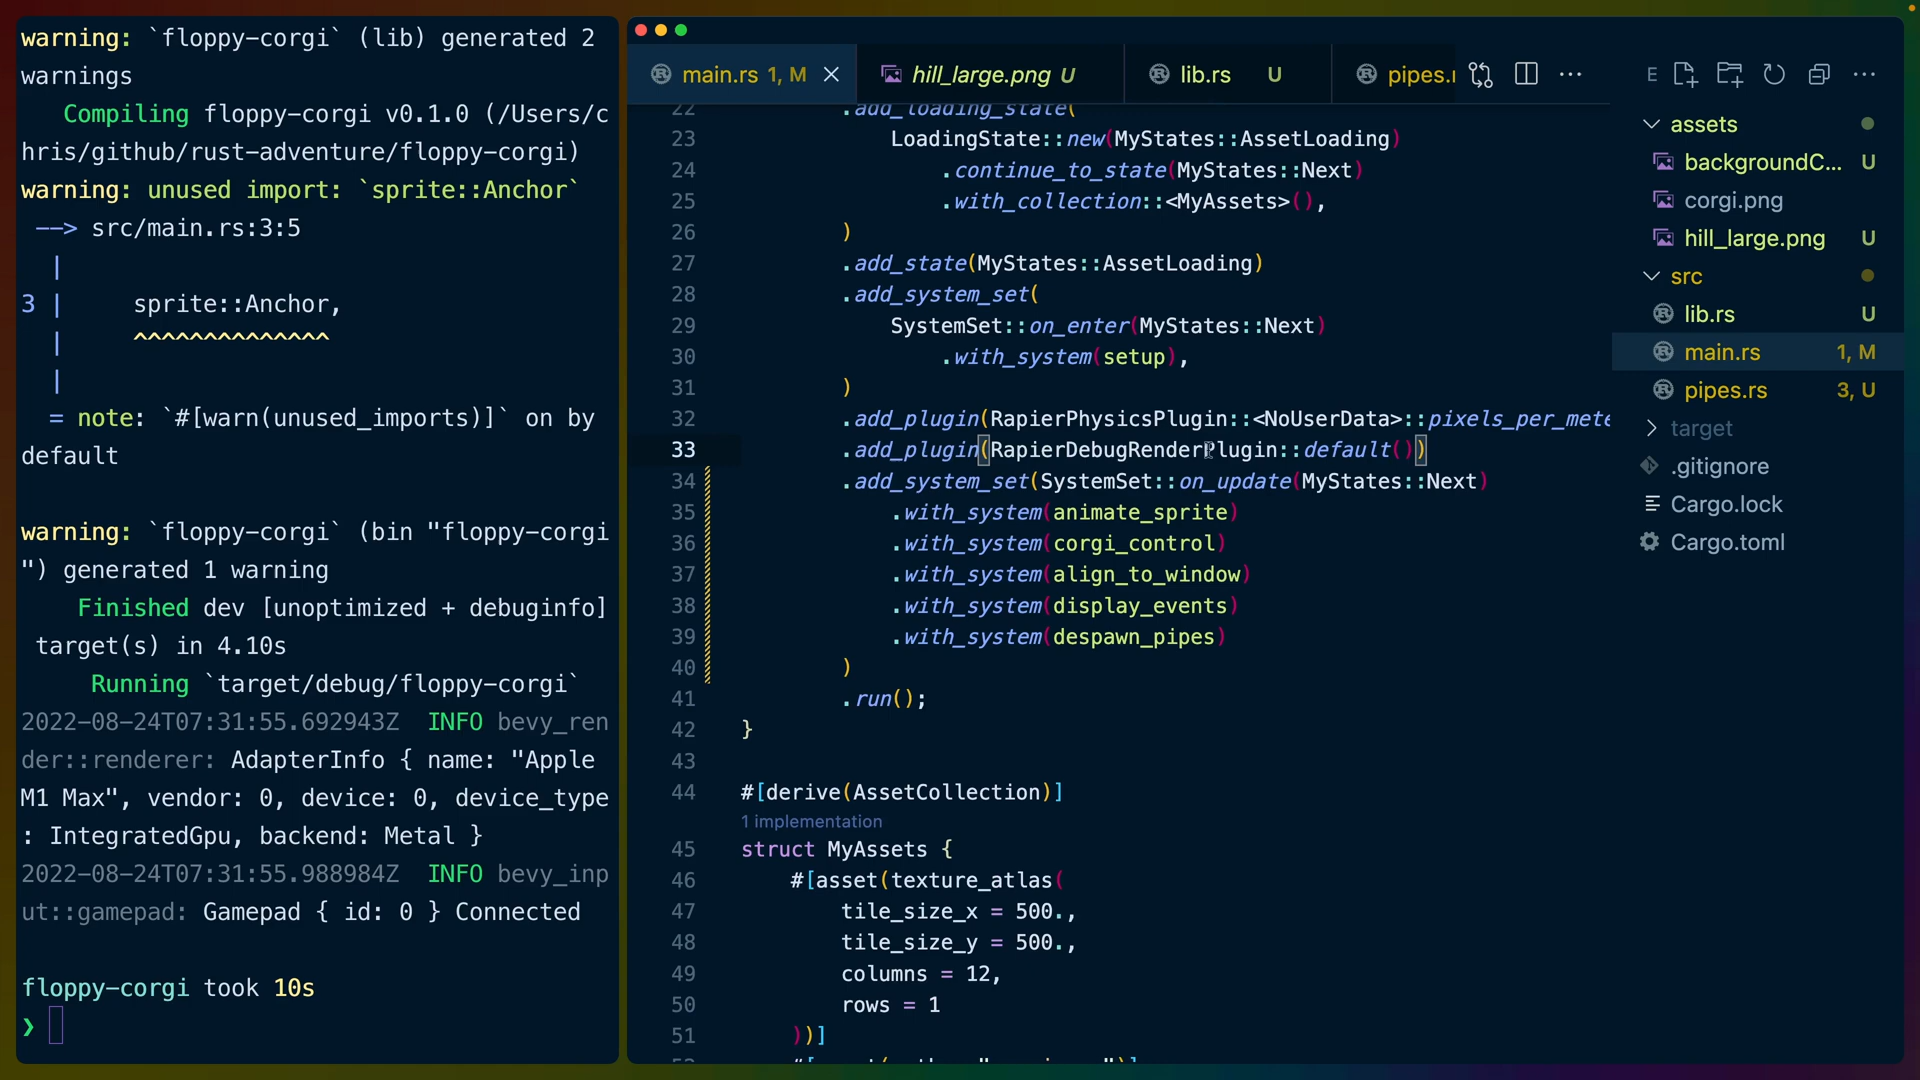 warning: `floppy-corgi` (lib) generated 2
warnings
Compiling floppy-corgi v0.1.0 (/Users/c
hris/github/rust-adventure/floppy-corgi)
warning: unused import: `sprite::Anchor`
--> src/main.rs:3:5
|
3 | sprite::Anchor,
| ^^^^^^^^^^^^^^
|
= note: `#[warn(unused_imports)]` on by
default
warning: `floppy-corgi` (bin "floppy-corgi
") generated 1 warning
Finished dev [unoptimized + debuginfo]
target(s) in 4.10s
Running `target/debug/floppy-corgi`
2022-08-24T07:31:55.692943Z INFO bevy_ren
der::renderer: AdapterInfo { name: "Apple
M1 Max", vendor: 0, device: 0, device_type
: IntegratedGpu, backend: Metal }
2022-08-24T07:31:55.988984Z INFO bevy_inp
ut::gamepad: Gamepad { id: 0 } Connected
floppy-corgi took 10s
❯
main.rs 1, M
hill_large.png U
lib.rs U
pipes.r
22 .add_loading_state(
23 LoadingState::new(MyStates::AssetLoading)
24 .continue_to_state(MyStates::Next)
25 .with_collection::<MyAssets>(),
26 )
27 .add_state(MyStates::AssetLoading)
28 .add_system_set(
29 SystemSet::on_enter(MyStates::Next)
30 .with_system(setup),
31 )
32 .add_plugin(RapierPhysicsPlugin::<NoUserData>::pixels_per_mete
33 .add_plugin(RapierDebugRenderPlugin::default())
34 .add_system_set(SystemSet::on_update(MyStates::Next)
35 .with_system(animate_sprite)
36 .with_system(corgi_control)
37 .with_system(align_to_window)
38 .with_system(display_events)
39 .with_system(despawn_pipes)
40 )
41 .run();
42 }
43
44 #[derive(AssetCollection)]
1 implementation
45 struct MyAssets {
46 #[asset(texture_atlas(
47 tile_size_x = 500.,
48 tile_size_y = 500.,
49 columns = 12,
50 rows = 1
51 ))]
E
assets
backgroundC... U
corgi.png
hill_large.png U
src
lib.rs U
main.rs 1, M
pipes.rs 3, U
target
.gitignore
Cargo.lock
Cargo.toml